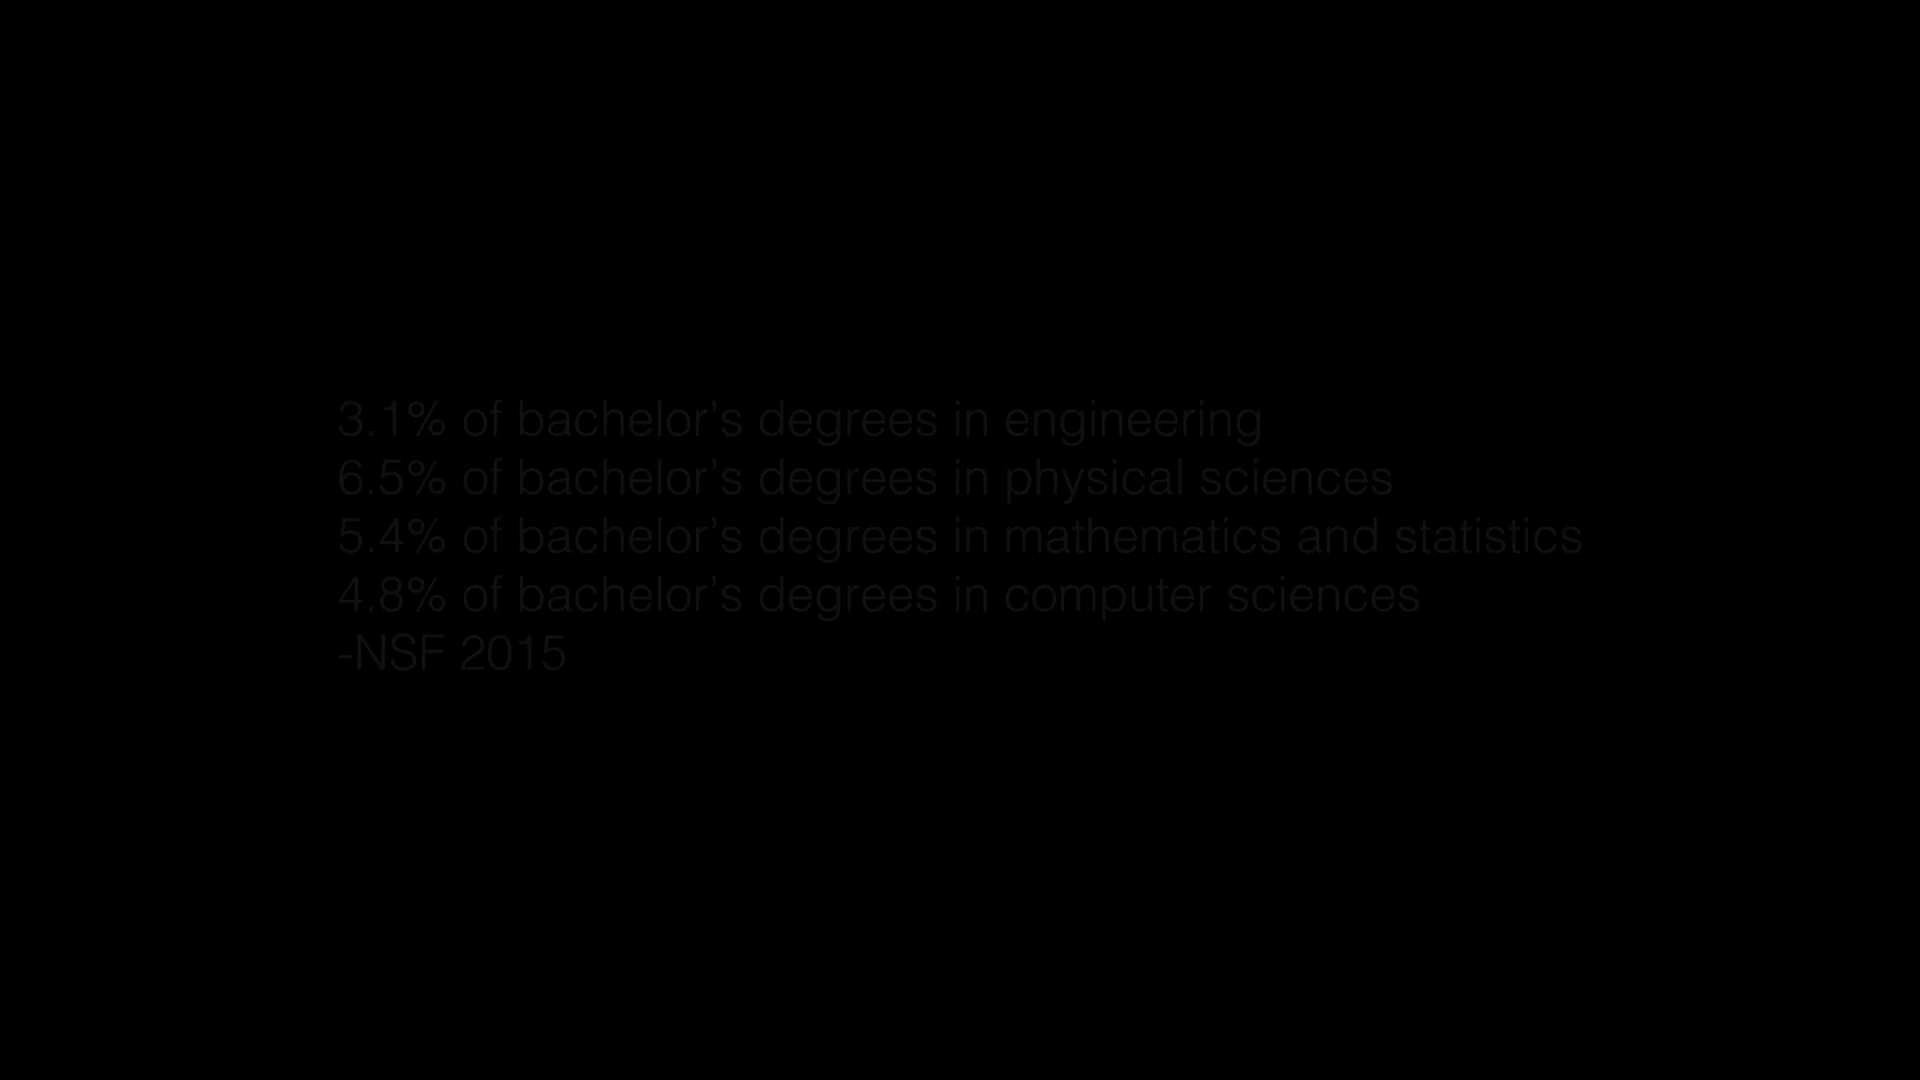 3.1% of bachelor’s degrees in engineering
6.5% of bachelor’s degrees in physical sciences
5.4% of bachelor’s degrees in mathematics and statistics
4.8% of bachelor’s degrees in computer sciences
-NSF 2015